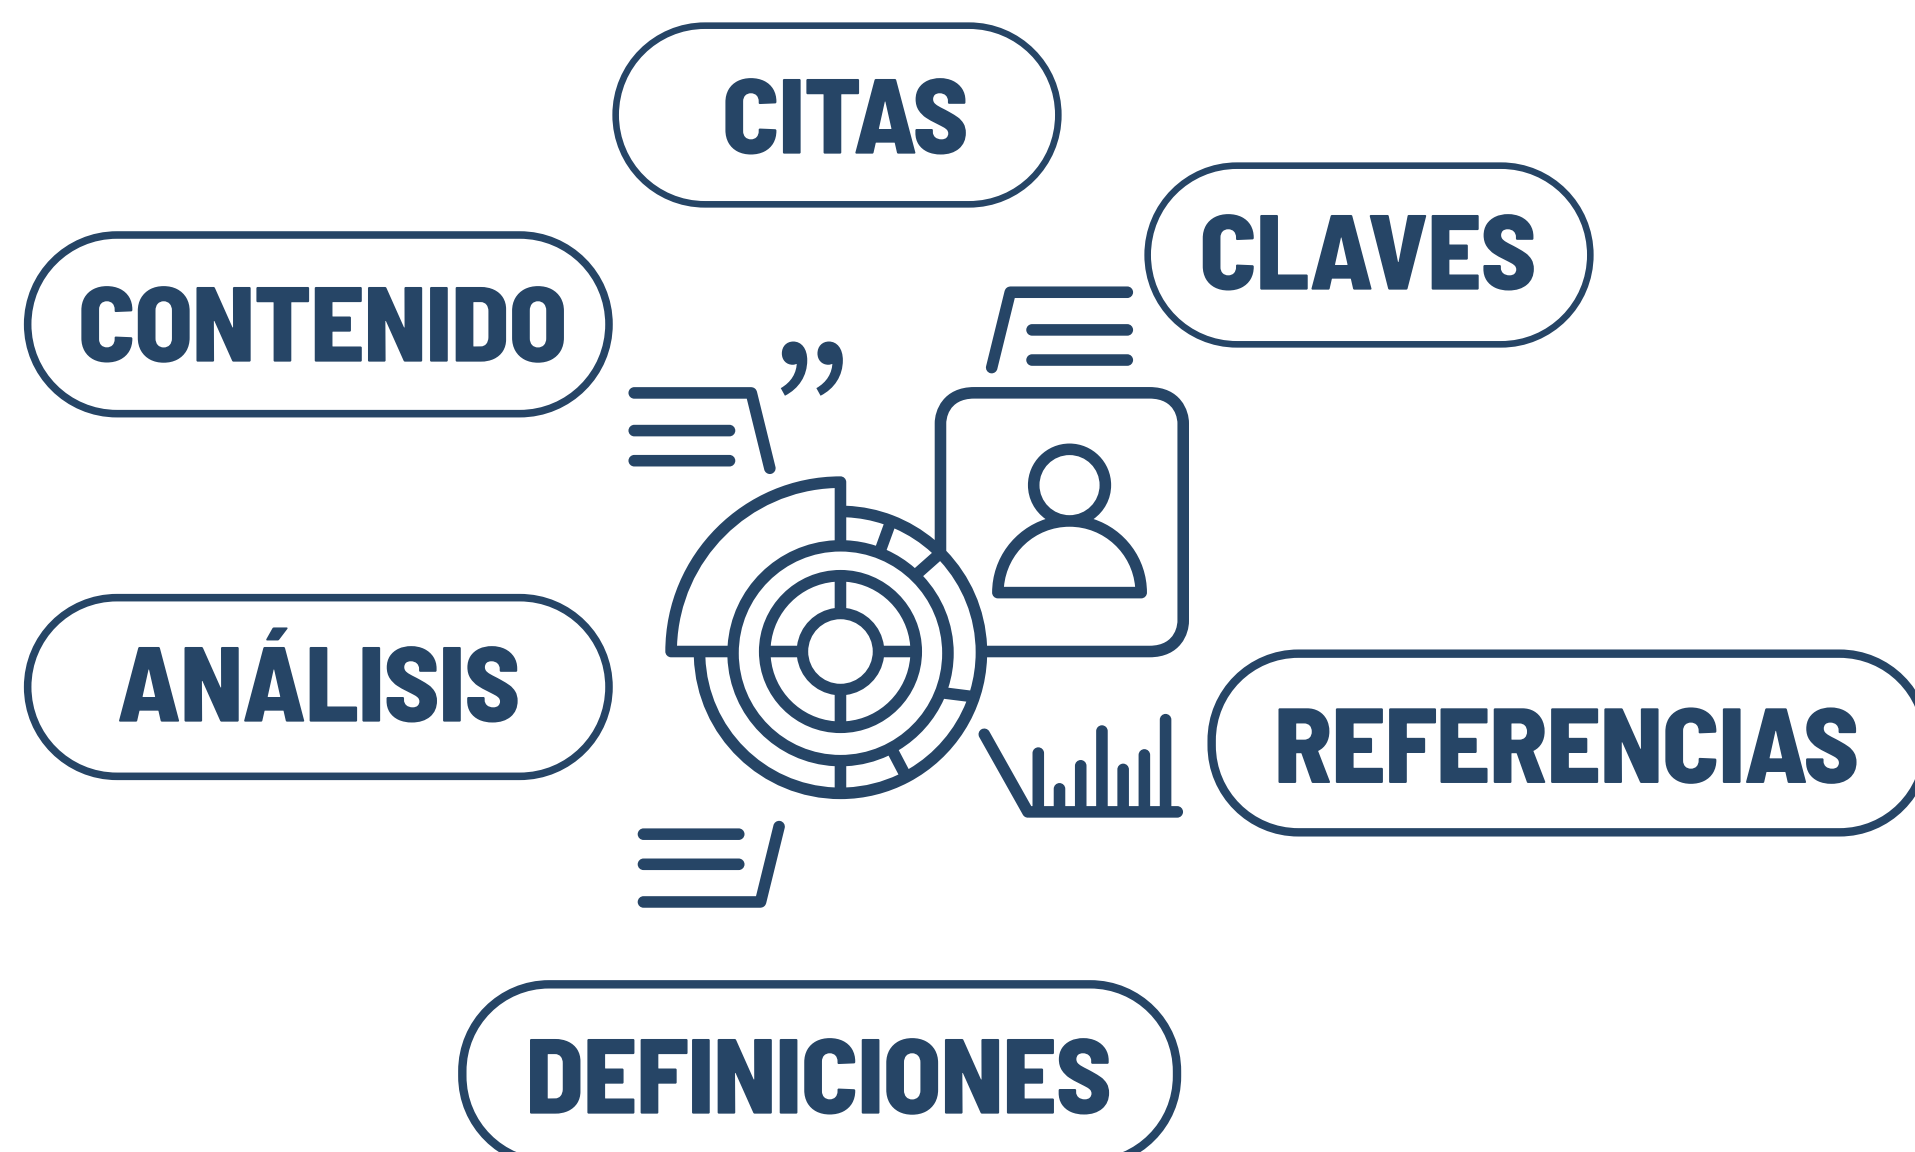 CITAS
CLAVES
CONTENIDO
ANÁLISIS
REFERENCIAS
DEFINICIONES